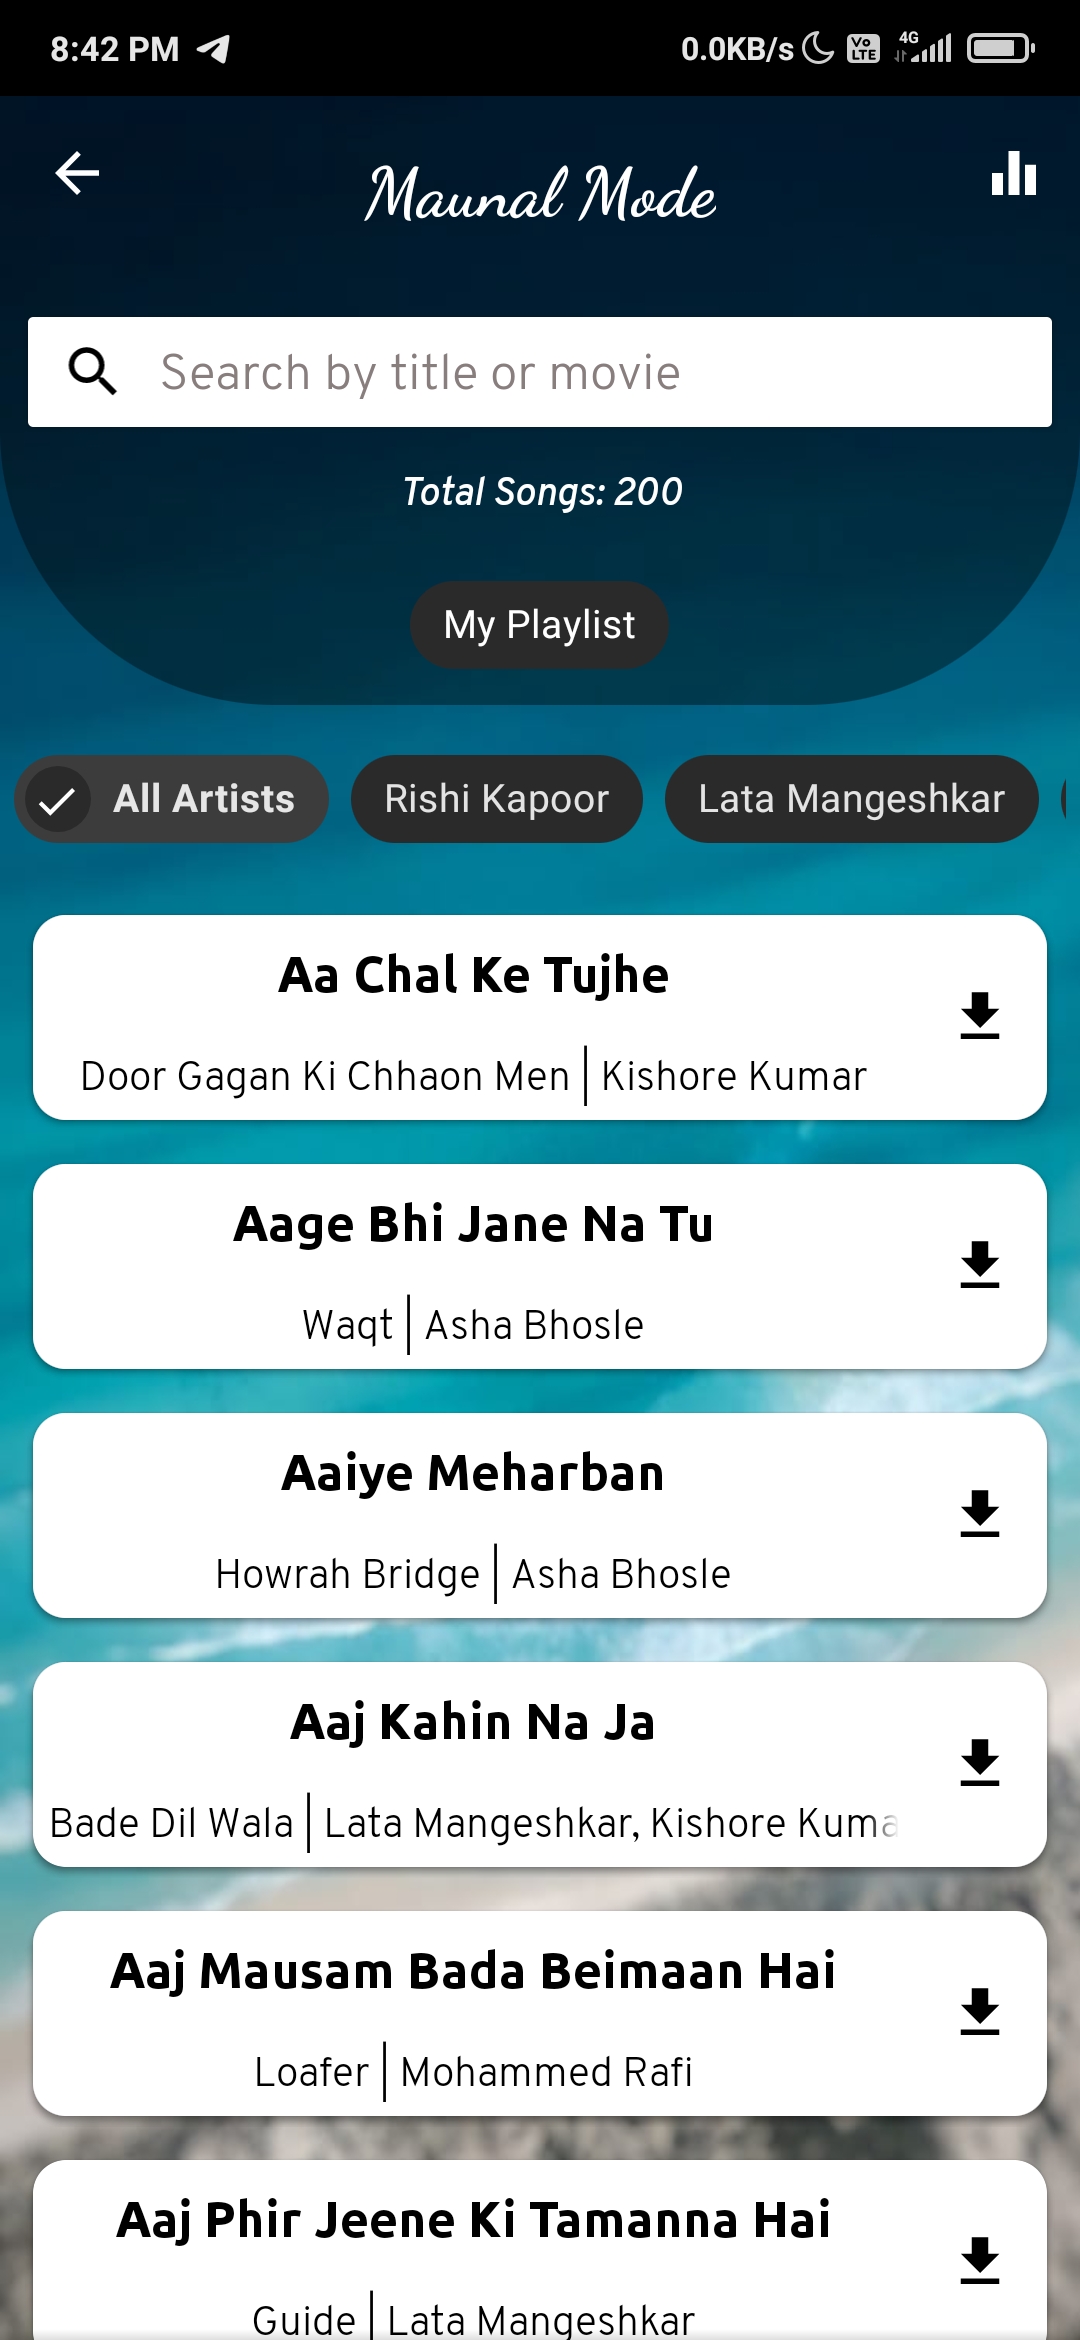 8:42 PM
0.0KB/s Vo LTE 4G
Maunal Mode
Search by title or movie
Total Songs: 200
My Playlist
All Artists Rishi Kapoor Lata Mangeshkar
Aa Chal Ke Tujhe
Door Gagan Ki Chhaon Men | Kishore Kumar
Aage Bhi Jane Na Tu
Waqt | Asha Bhosle
Aaiye Meharban
Howrah Bridge | Asha Bhosle
Aaj Kahin Na Ja
Bade Dil Wala | Lata Mangeshkar, Kishore Kuma
Aaj Mausam Bada Beimaan Hai
Loafer | Mohammed Rafi
Aaj Phir Jeene Ki Tamanna Hai
Guide | Lata Mangeshkar